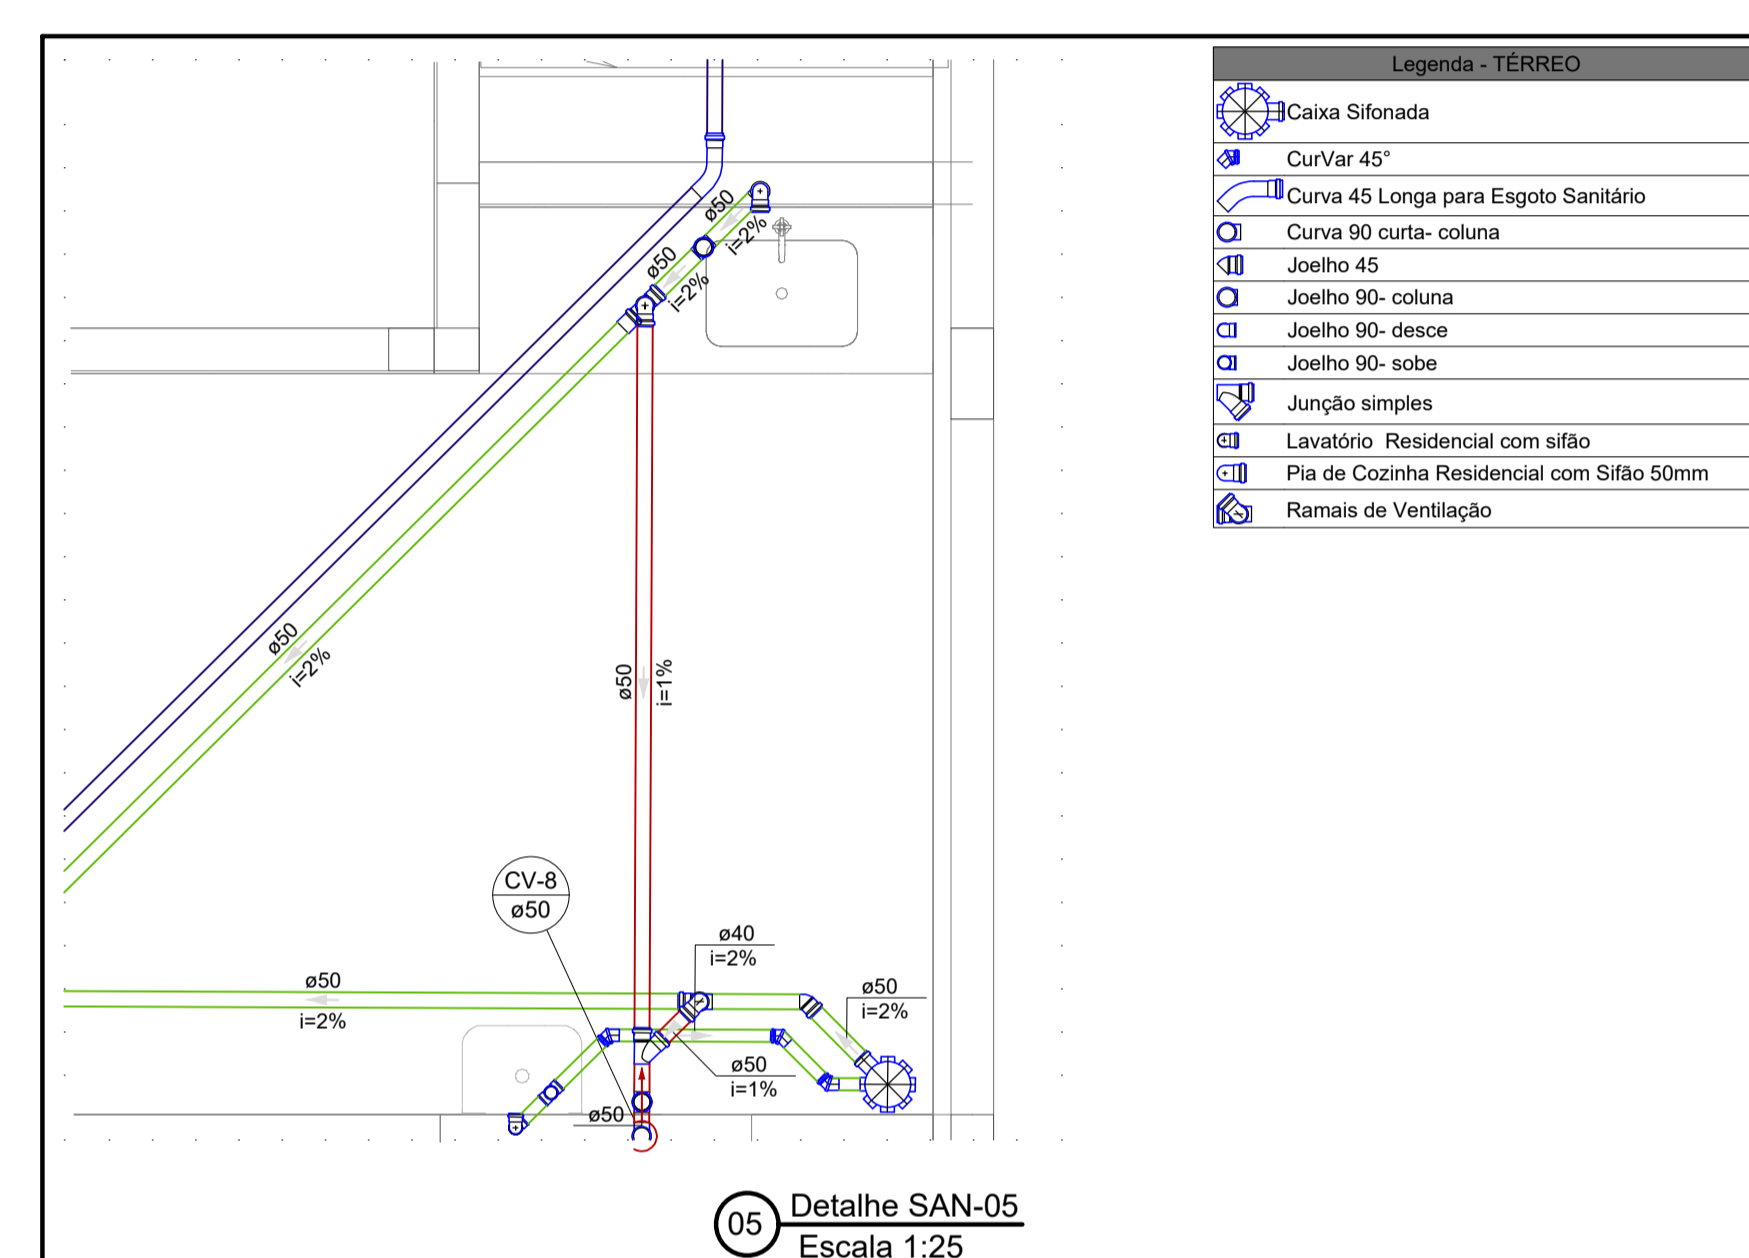 Legenda - TÉRREO
Caixa Sifonada
CurVar 45°
Curva 45 Longa para Esgoto Sanitário
Curva 90 curta- coluna
Joelho 45
Joelho 90- coluna
Joelho 90- desce
Joelho 90- sobe
Junção simples
Lavatório Residencial com sifão
Pia de Cozinha Residencial com Sifão 50mm
Ramais de Ventilação
ø50
i=2%
ø50
i=2%
ø50
i=2%
ø50
i=1%
CV-8
ø50
ø40
i=2%
ø50
i=2%
ø50
i=2%
ø50
i=1%
ø50
05
Detalhe SAN-05
Escala 1:25